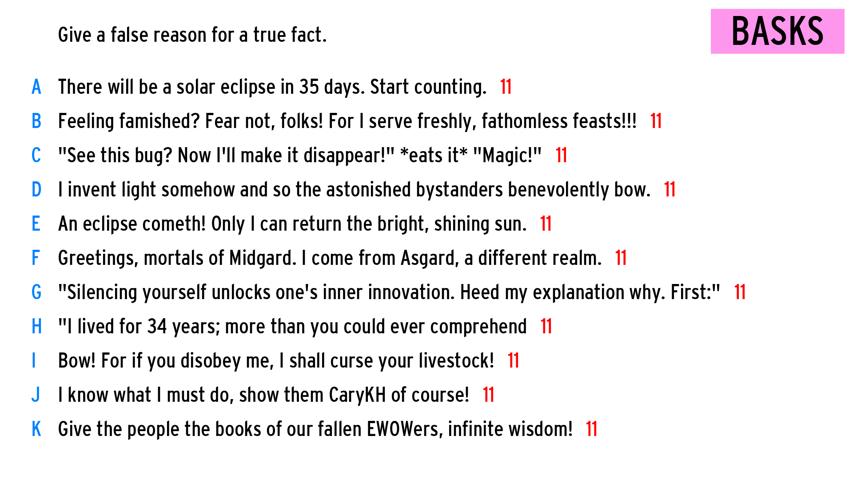 Give a false reason for a true fact.
BASKS
A There will be a solar eclipse in 35 days. Start counting. 11
B Feeling famished? Fear not, folks! For I serve freshly, fathomless feasts!!! 11
C "See this bug? Now I'll make it disappear!" *eats it* "Magic!" 11
D I invent light somehow and so the astonished bystanders benevolently bow. 11
E An eclipse cometh! Only I can return the bright, shining sun. 11
F Greetings, mortals of Midgard. I come from Asgard, a different realm. 11
G "Silencing yourself unlocks one's inner innovation. Heed my explanation why. First:" 11
H "I lived for 34 years; more than you could ever comprehend 11
I Bow! For if you disobey me, I shall curse your livestock! 11
J I know what I must do, show them CaryKH of course! 11
K Give the people the books of our fallen EWOWers, infinite wisdom! 11